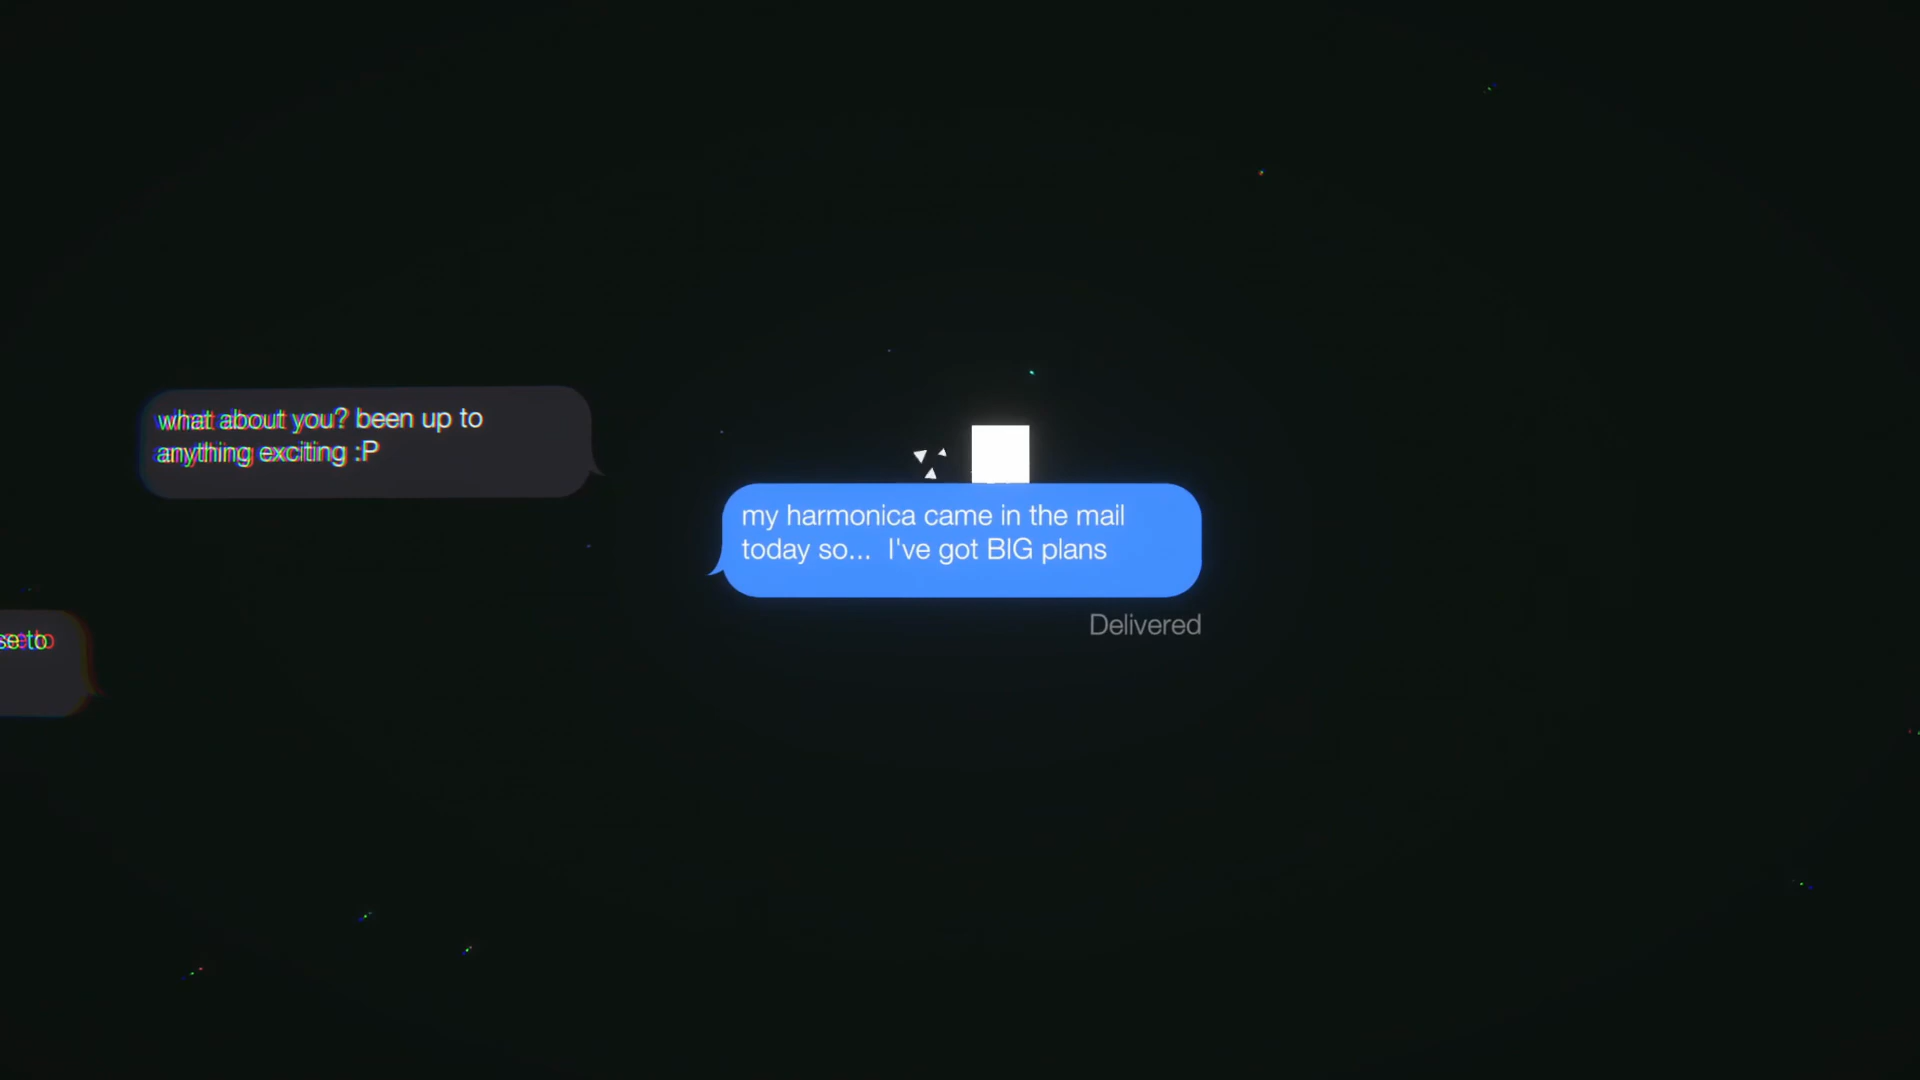 what about you? been up to
anything exciting :P
my harmonica came in the mail
today so...  I've got BIG plans
Delivered
to